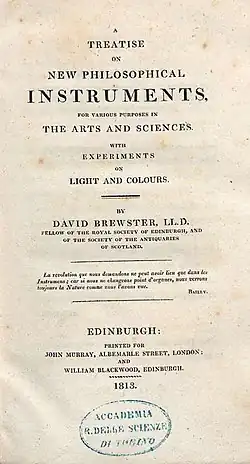 A
TREATISE
ON
NEW PHILOSOPHICAL
INSTRUMENTS,
FOR VARIOUS PURPOSES IN
THE ARTS AND SCIENCES.
WITH
EXPERIMENTS
ON
LIGHT AND COLOURS.
BY
DAVID BREWSTER, LL.D.
FELLOW OF THE ROYAL SOCIETY OF EDINBURGH, AND
OF THE SOCIETY OF THE ANTIQUARIES
OF SCOTLAND.
La revolution que nous demandons ne peut avoir lieu que dans les
Instrumens; car si nous ne changeons point d'organes, nous verrons
toujours la Nature comme nous l'avons vue.
BAILLY.
EDINBURGH:
PRINTED FOR
JOHN MURRAY, ALBEMARLE STREET, LONDON;
AND
WILLIAM BLACKWOOD, EDINBURGH.
1813.
ACCADEMIA
R. DELLE SCIENZE
DI TORINO